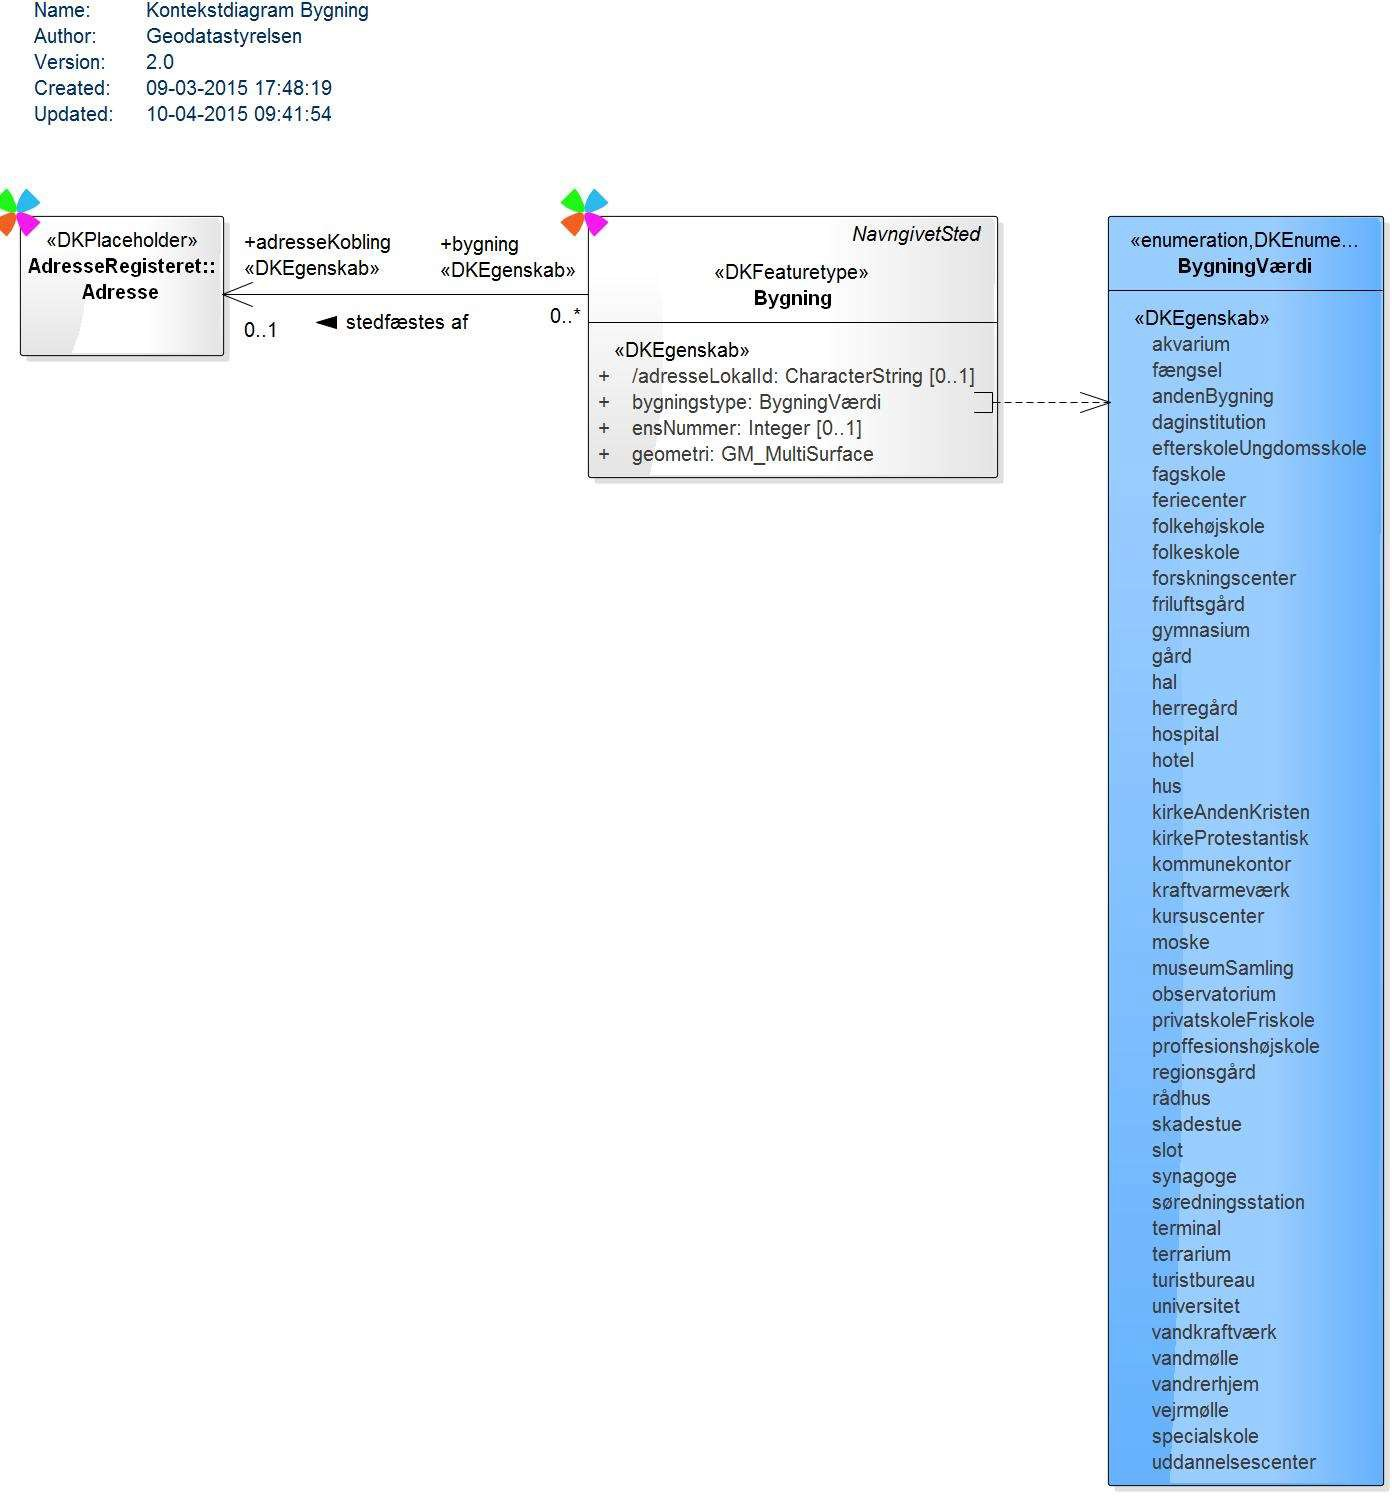 Name: Kontekstdiagram Bygning
Author: Geodatastyrelsen
Version: 2.0
Created: 09-03-2015 17:48:19
Updated: 10-04-2015 09:41:54
«DKPlaceholder»
AdresseRegisteret::
Adresse
+adresseKobling
«DKEgenskab»
0..1
stedfæstes af
+bygning
«DKEgenskab»
0..*
NavngivetSted
«DKFeaturetype»
Bygning
«DKEgenskab»
+ /adresseLokalId: CharacterString [0..1]
+ bygningstype: BygningVærdi
+ ensNummer: Integer [0..1]
+ geometri: GM_MultiSurface
«enumeration,DKEnume...
BygningVærdi
«DKEgenskab»
akvarium
fængsel
andenBygning
daginstitution
efterskoleUngdomsskole
fagskole
feriecenter
folkehøjskole
folkeskole
forskningscenter
friluftsgård
gymnasium
gård
hal
herregård
hospital
hotel
hus
kirkeAndenKristen
kirkeProtestantisk
kommunekontor
kraftvarmeværk
kursuscenter
moske
museumSamling
observatorium
privatskoleFriskole
proffesionshøjskole
regionsgård
rådhus
skadestue
slot
synagoge
søredningsstation
terminal
terrarium
turistbureau
universitet
vandkraftværk
vandmølle
vandrerhjem
vejrmølle
specialskole
uddannelsescenter